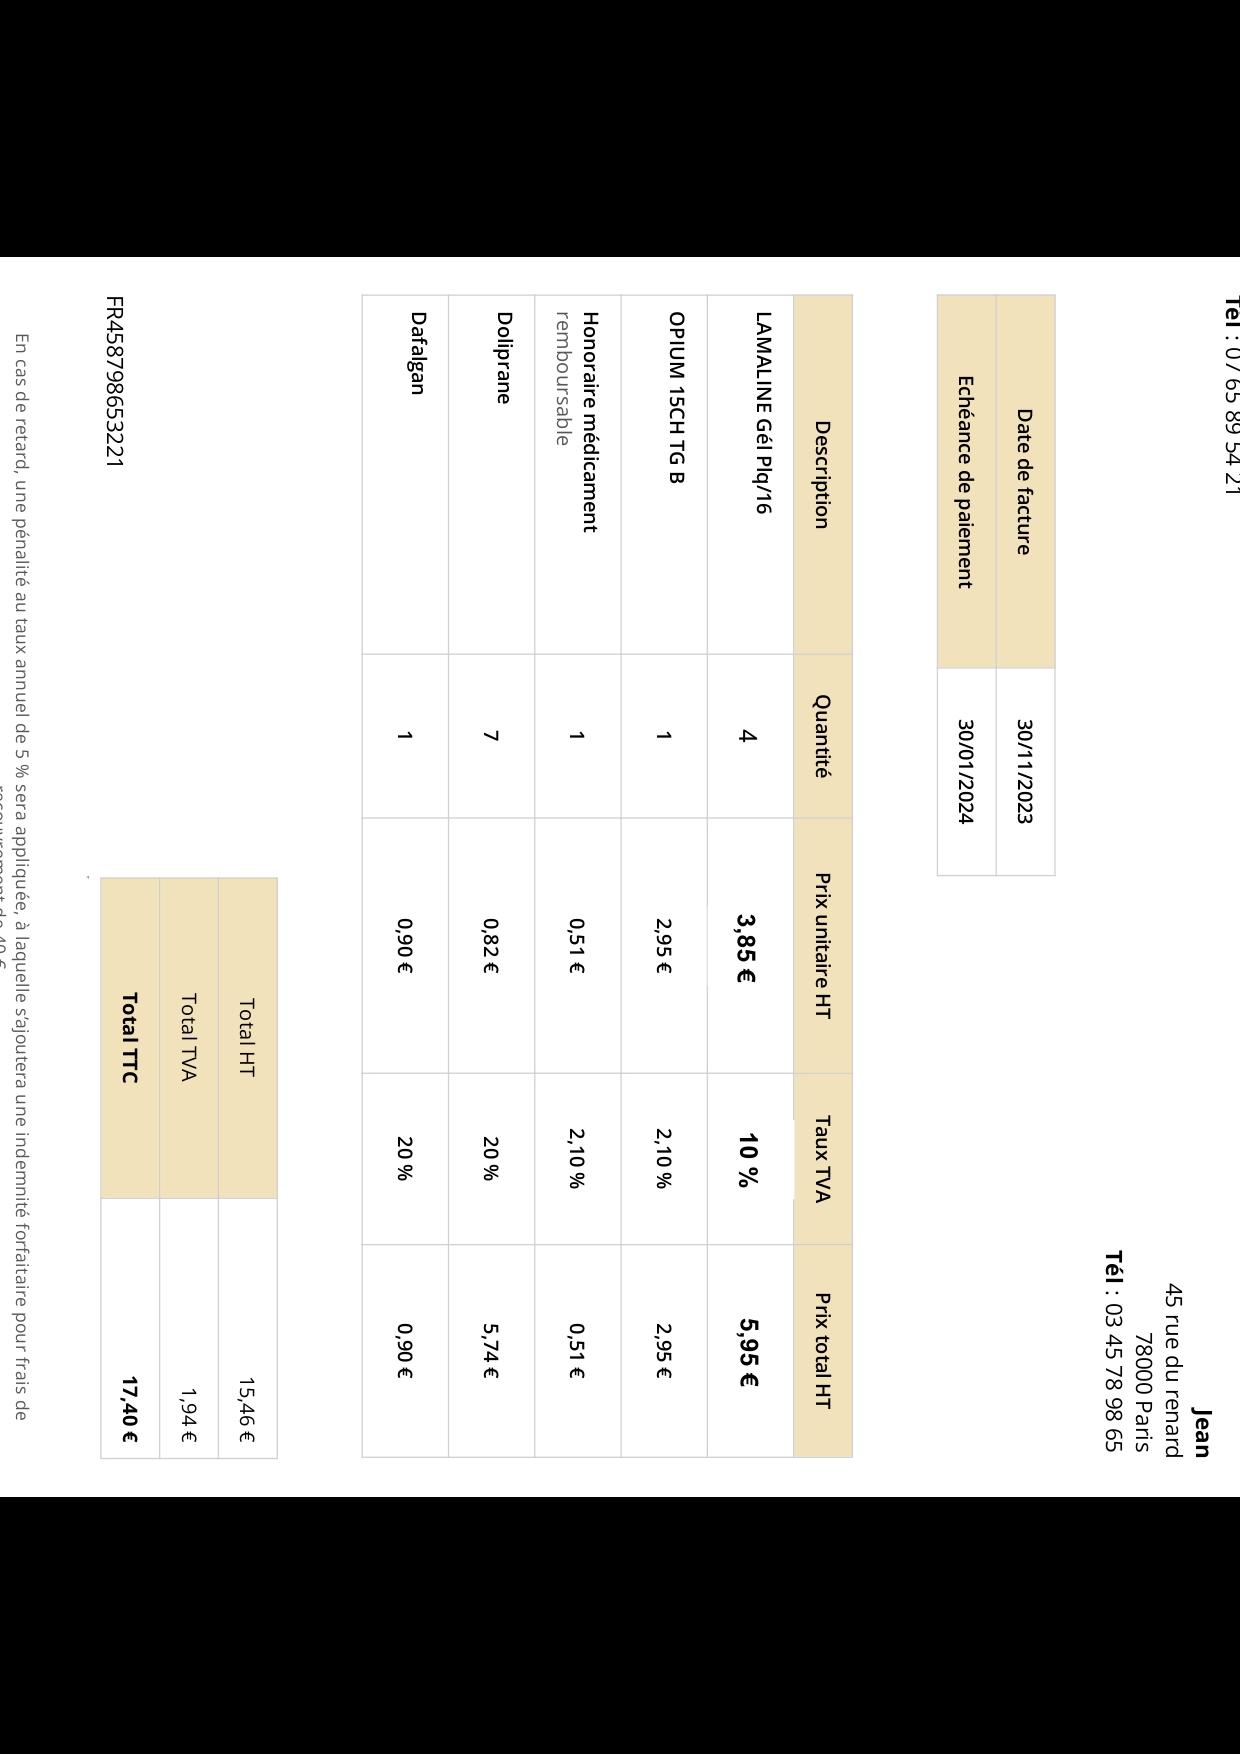 Tél : 07 65 89 54 21
Jean
45 rue du renard
78000 Paris
Tél : 03 45 78 98 65
Date de facture 30/11/2023
Echéance de paiement 30/01/2024
Description Quantité Prix unitaire HT Taux TVA Prix total HT
LAMALINE Gél Plq/16 4 3,85 € 10 % 5,95 €
OPIUM 15CH TG B 1 2,95 € 2,10 % 2,95 €
Honoraire médicament 1 0,51 € 2,10 % 0,51 €
remboursable
Doliprane 7 0,82 € 20 % 5,74 €
Dafalgan 1 0,90 € 20 % 0,90 €
Total HT 15,46 €
Total TVA 1,94 €
Total TTC 17,40 €
FR458798653221
En cas de retard, une pénalité au taux annuel de 5 % sera appliquée, à laquelle s'ajoutera une indemnité forfaitaire pour frais de
recouvrement de 40 €